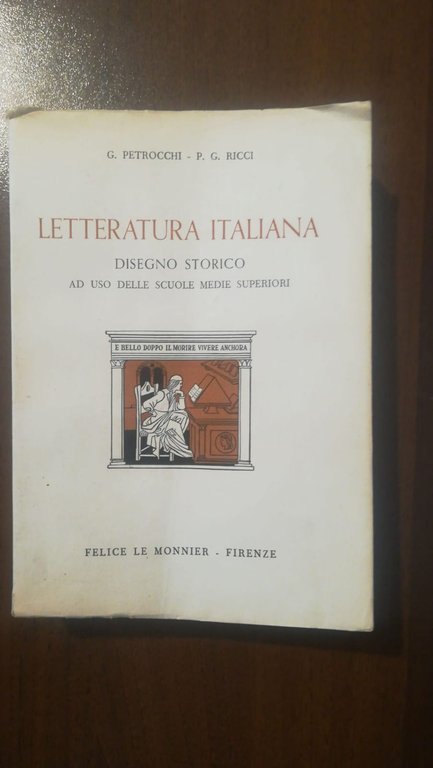 G. PETROCCHI - P. G. RICCI
LETTERATURA ITALIANA
DISEGNO STORICO
AD USO DELLE SCUOLE MEDIE SUPERIORI
E BELLO DOPPO IL MORIRE VIVERE ANCHORA
FELICE LE MONNIER - FIRENZE